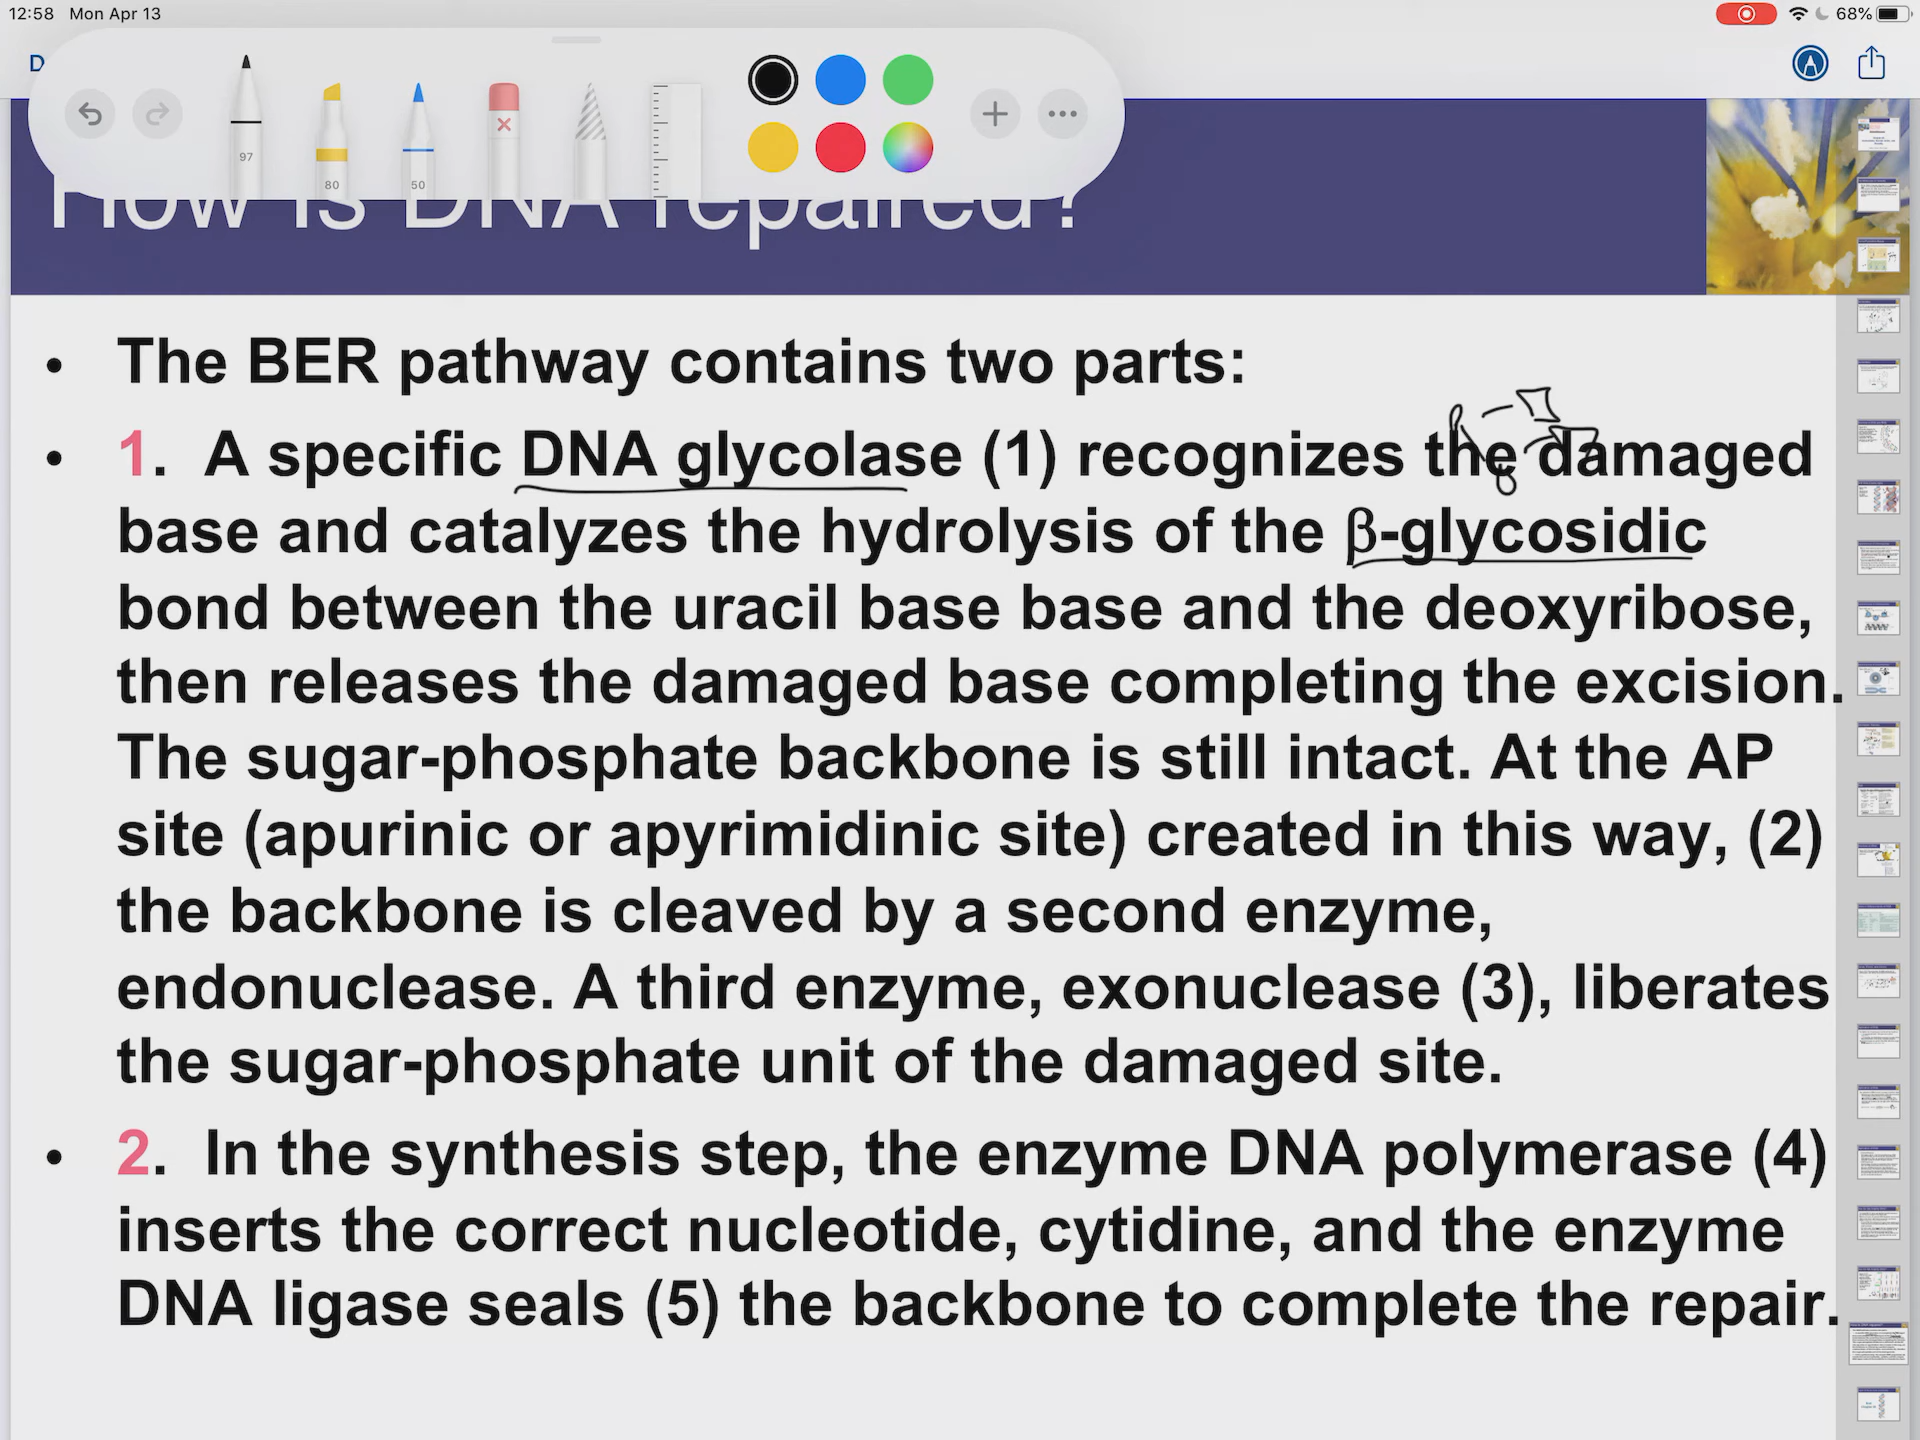 12:58 Mon Apr 13
68%
D
97
80
50
How is DNA repaired?
• The BER pathway contains two parts:
• 1. A specific DNA glycolase (1) recognizes the damaged
base and catalyzes the hydrolysis of the β-glycosidic
bond between the uracil base base and the deoxyribose,
then releases the damaged base completing the excision.
The sugar-phosphate backbone is still intact. At the AP
site (apurinic or apyrimidinic site) created in this way, (2)
the backbone is cleaved by a second enzyme,
endonuclease. A third enzyme, exonuclease (3), liberates
the sugar-phosphate unit of the damaged site.
• 2. In the synthesis step, the enzyme DNA polymerase (4)
inserts the correct nucleotide, cytidine, and the enzyme
DNA ligase seals (5) the backbone to complete the repair.